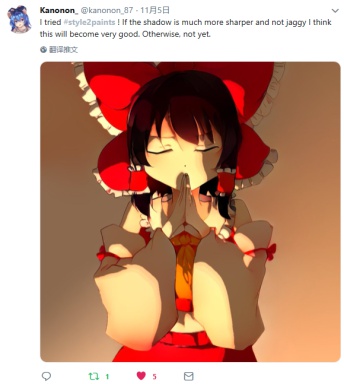 Kanonon_ @kanonon_87 - 11月5日
I tried #style2paints ! If the shadow is much more sharper and not jaggy I think
this will become very good. Otherwise, not yet.
翻译推文
1 5